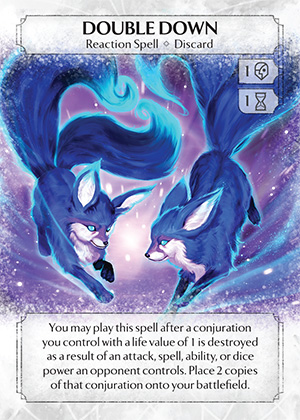 DOUBLE DOWN
Reaction Spell ⟡ Discard
1
1
You may play this spell after a conjuration
you control with a life value of 1 is destroyed
as a result of an attack, spell, ability, or dice
power an opponent controls. Place 2 copies
of that conjuration onto your battlefield.